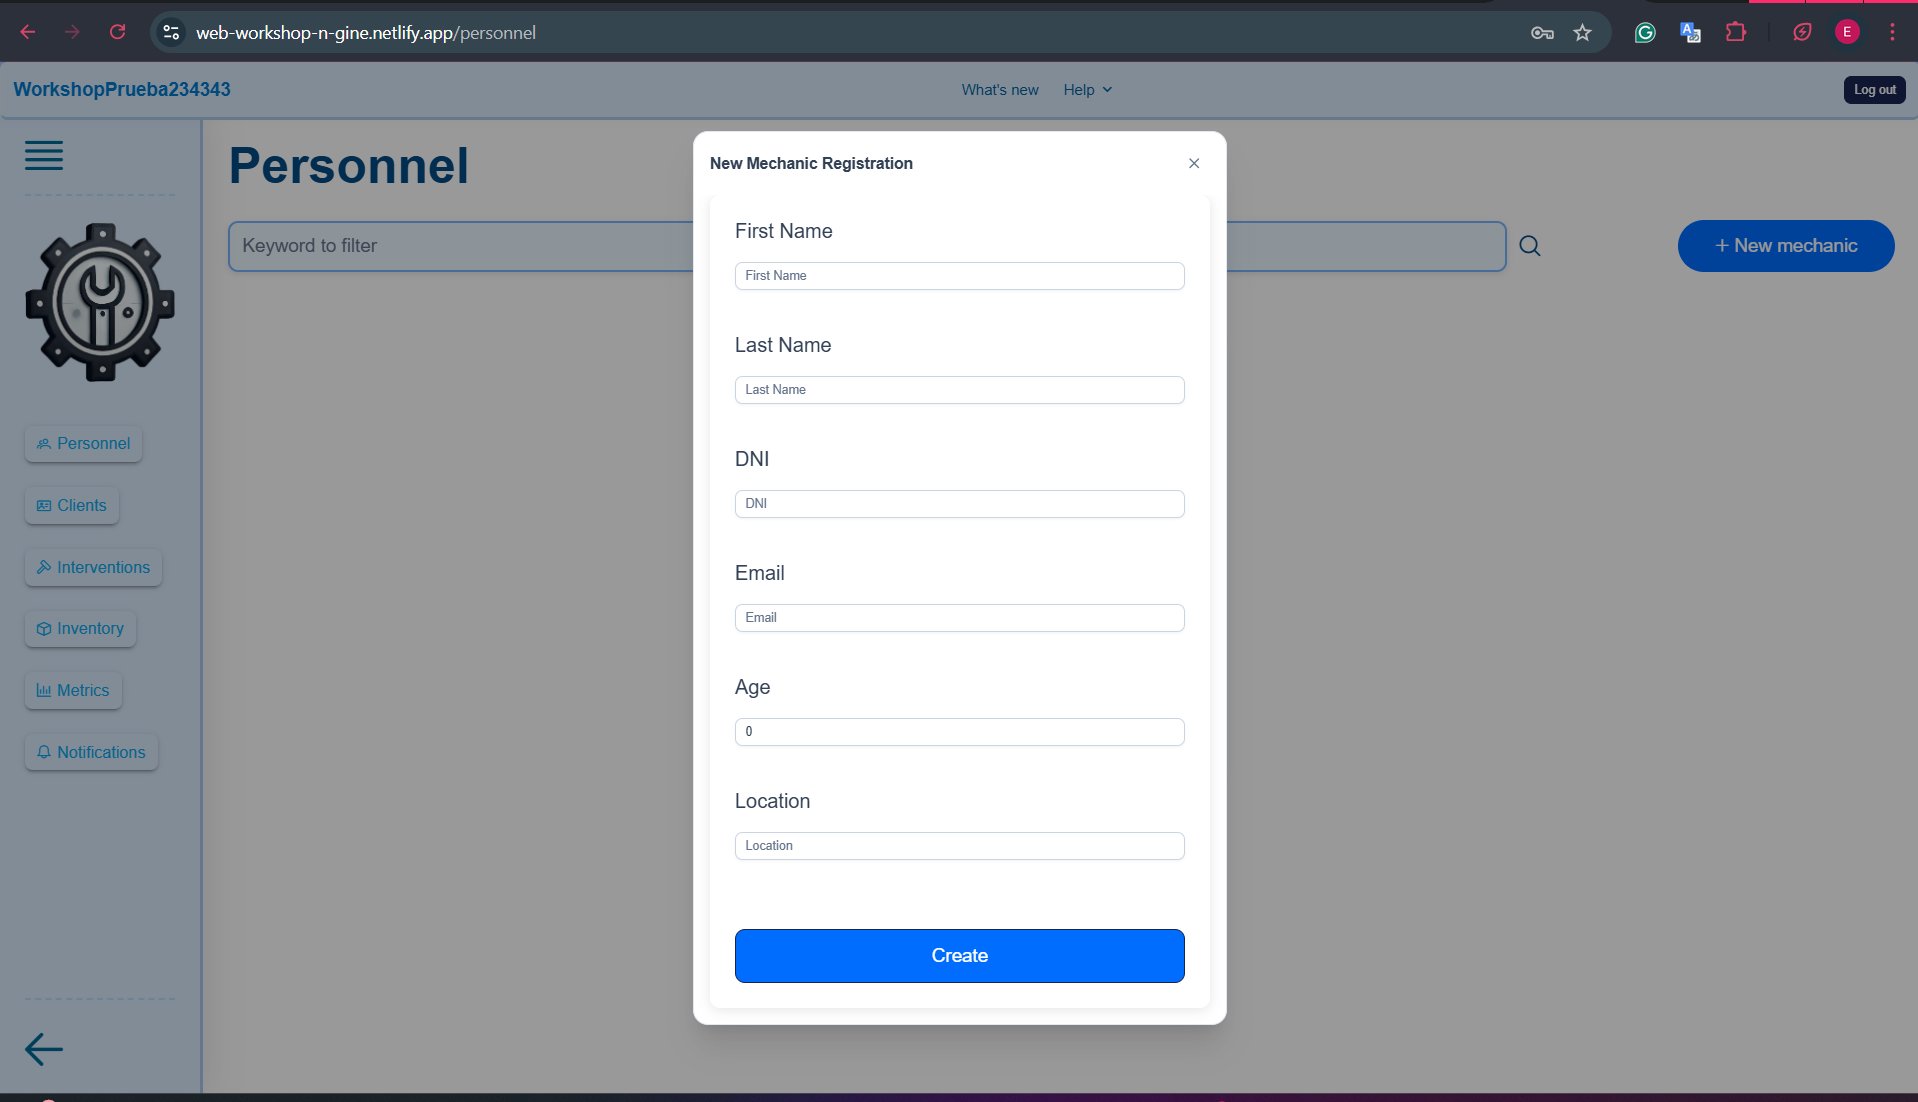 web-workshop-n-gine.netlify.app/personnel
E
WorkshopPrueba234343
What's new
Help
Log out
Personnel
Keyword to filter
+ New mechanic
Personnel
Clients
Interventions
Inventory
Metrics
Notifications
New Mechanic Registration
First Name
First Name
Last Name
Last Name
DNI
DNI
Email
Email
Age
0
Location
Location
Create